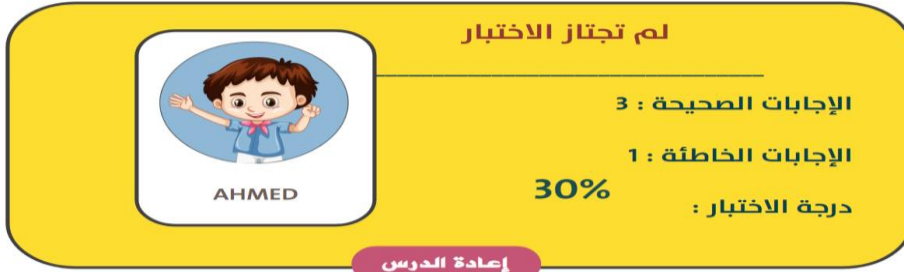 لم تجتاز الاختبار
الإجابات الصحيحة : 3
الإجابات الخاطئة : 1
درجة الاختبار : 30%
AHMED
إعادة الدرس